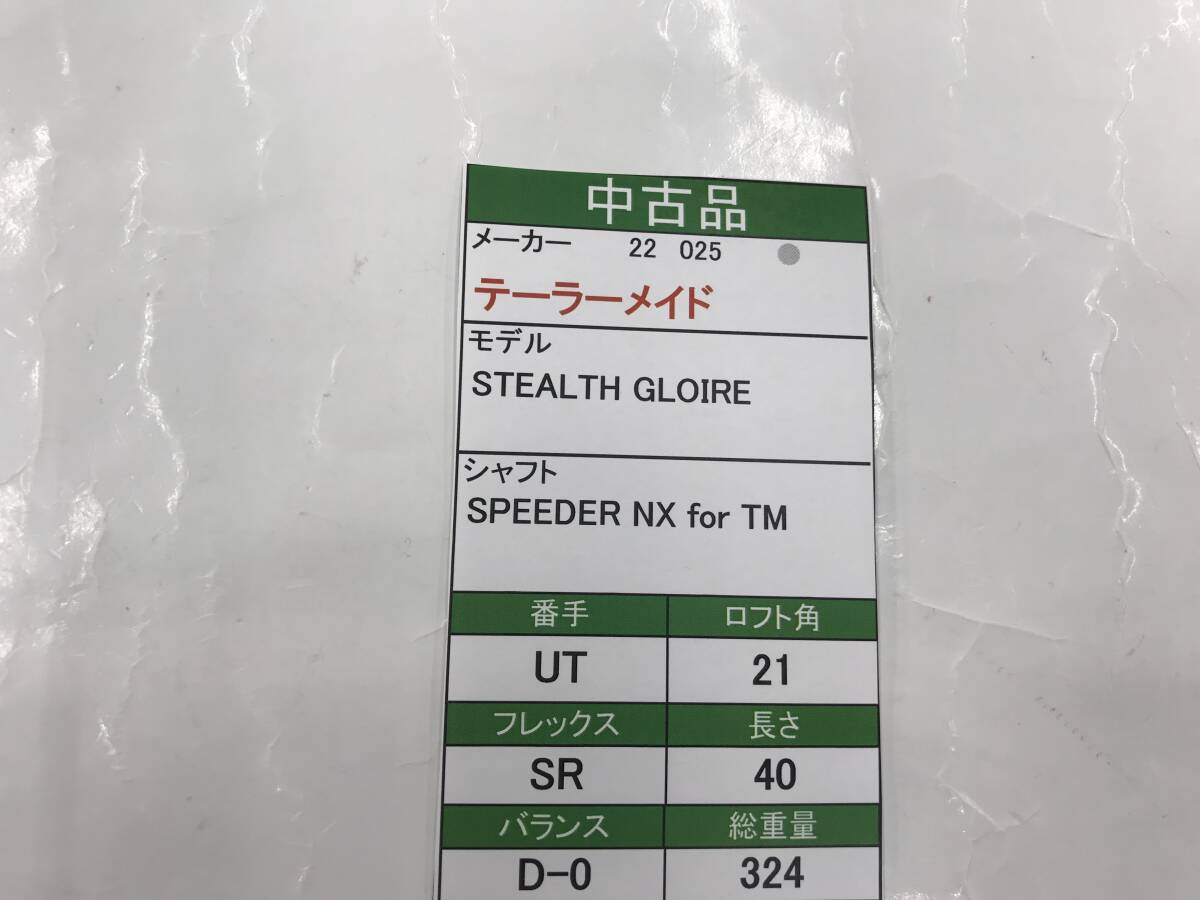 中古品
メーカー 22 025
テーラーメイド
モデル
STEALTH GLOIRE
シャフト
SPEEDER NX for TM
番手 ロフト角
UT 21
フレックス 長さ
SR 40
バランス 総重量
D-0 324